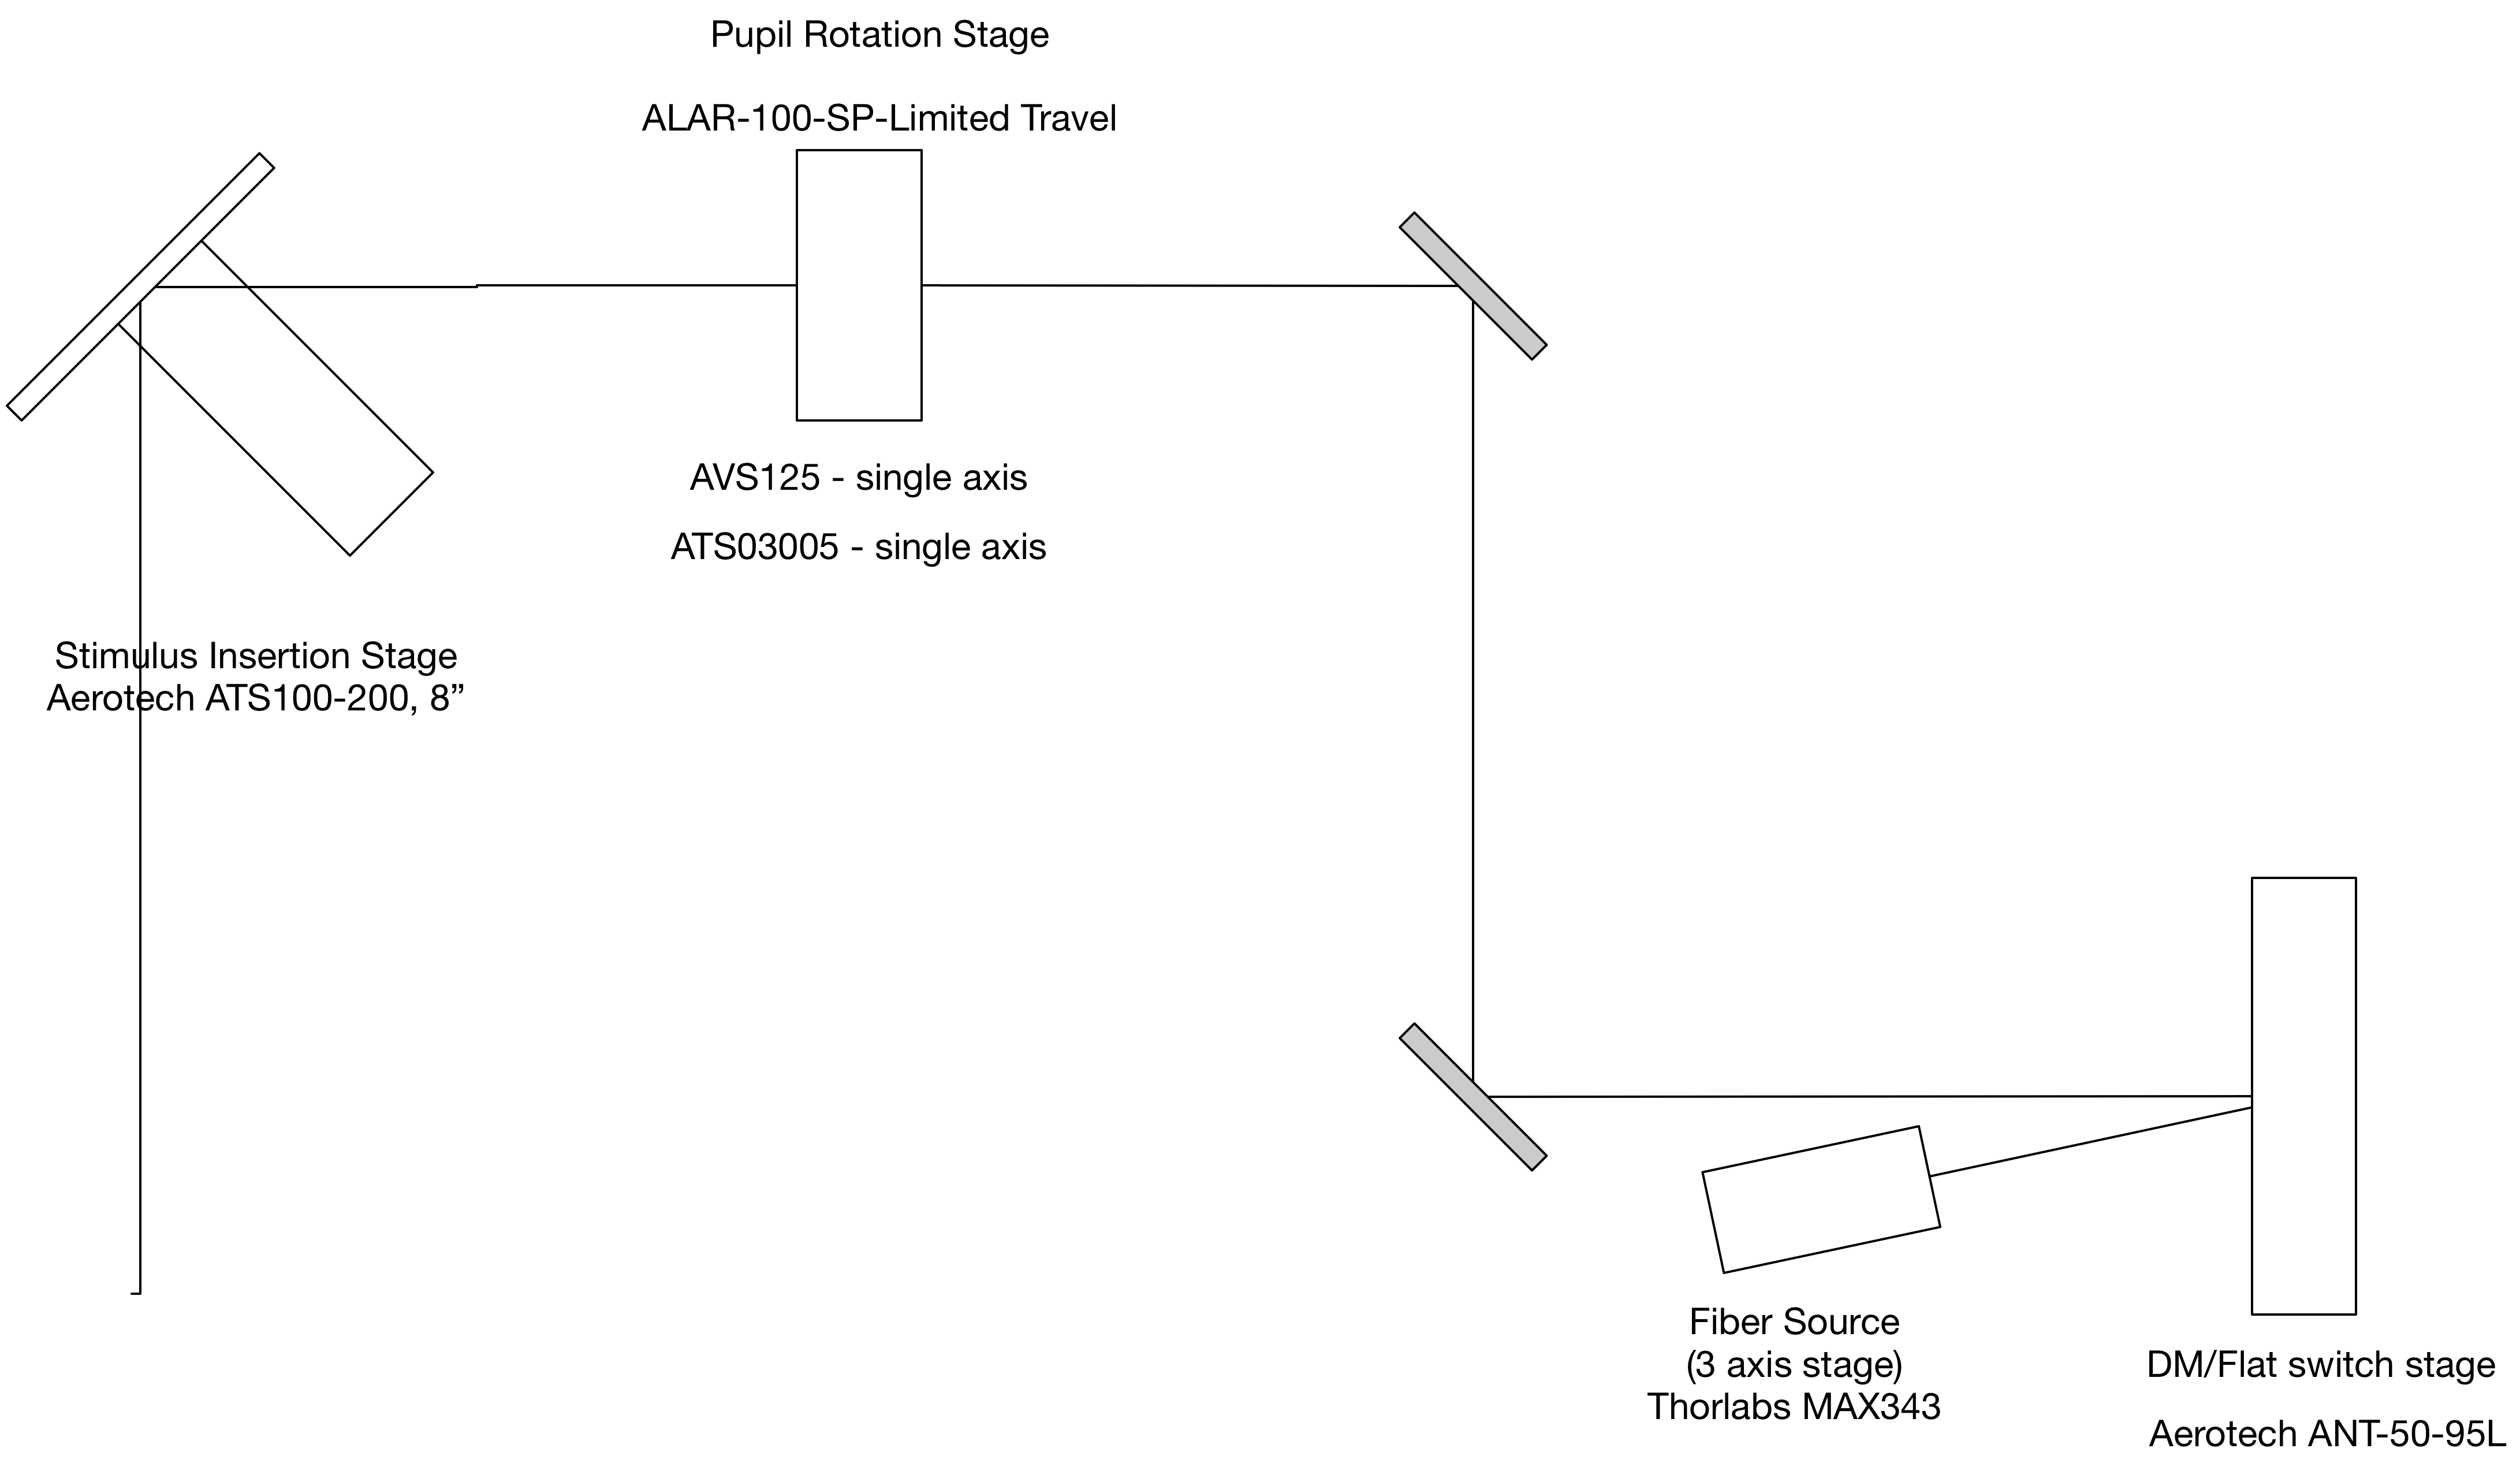 Pupil Rotation Stage
ALAR-100-SP-Limited Travel
AVS125 - single axis
ATS03005 - single axis
Stimulus Insertion Stage
Aerotech ATS100-200, 8”
Fiber Source
(3 axis stage)
Thorlabs MAX343
DM/Flat switch stage
Aerotech ANT-50-95L